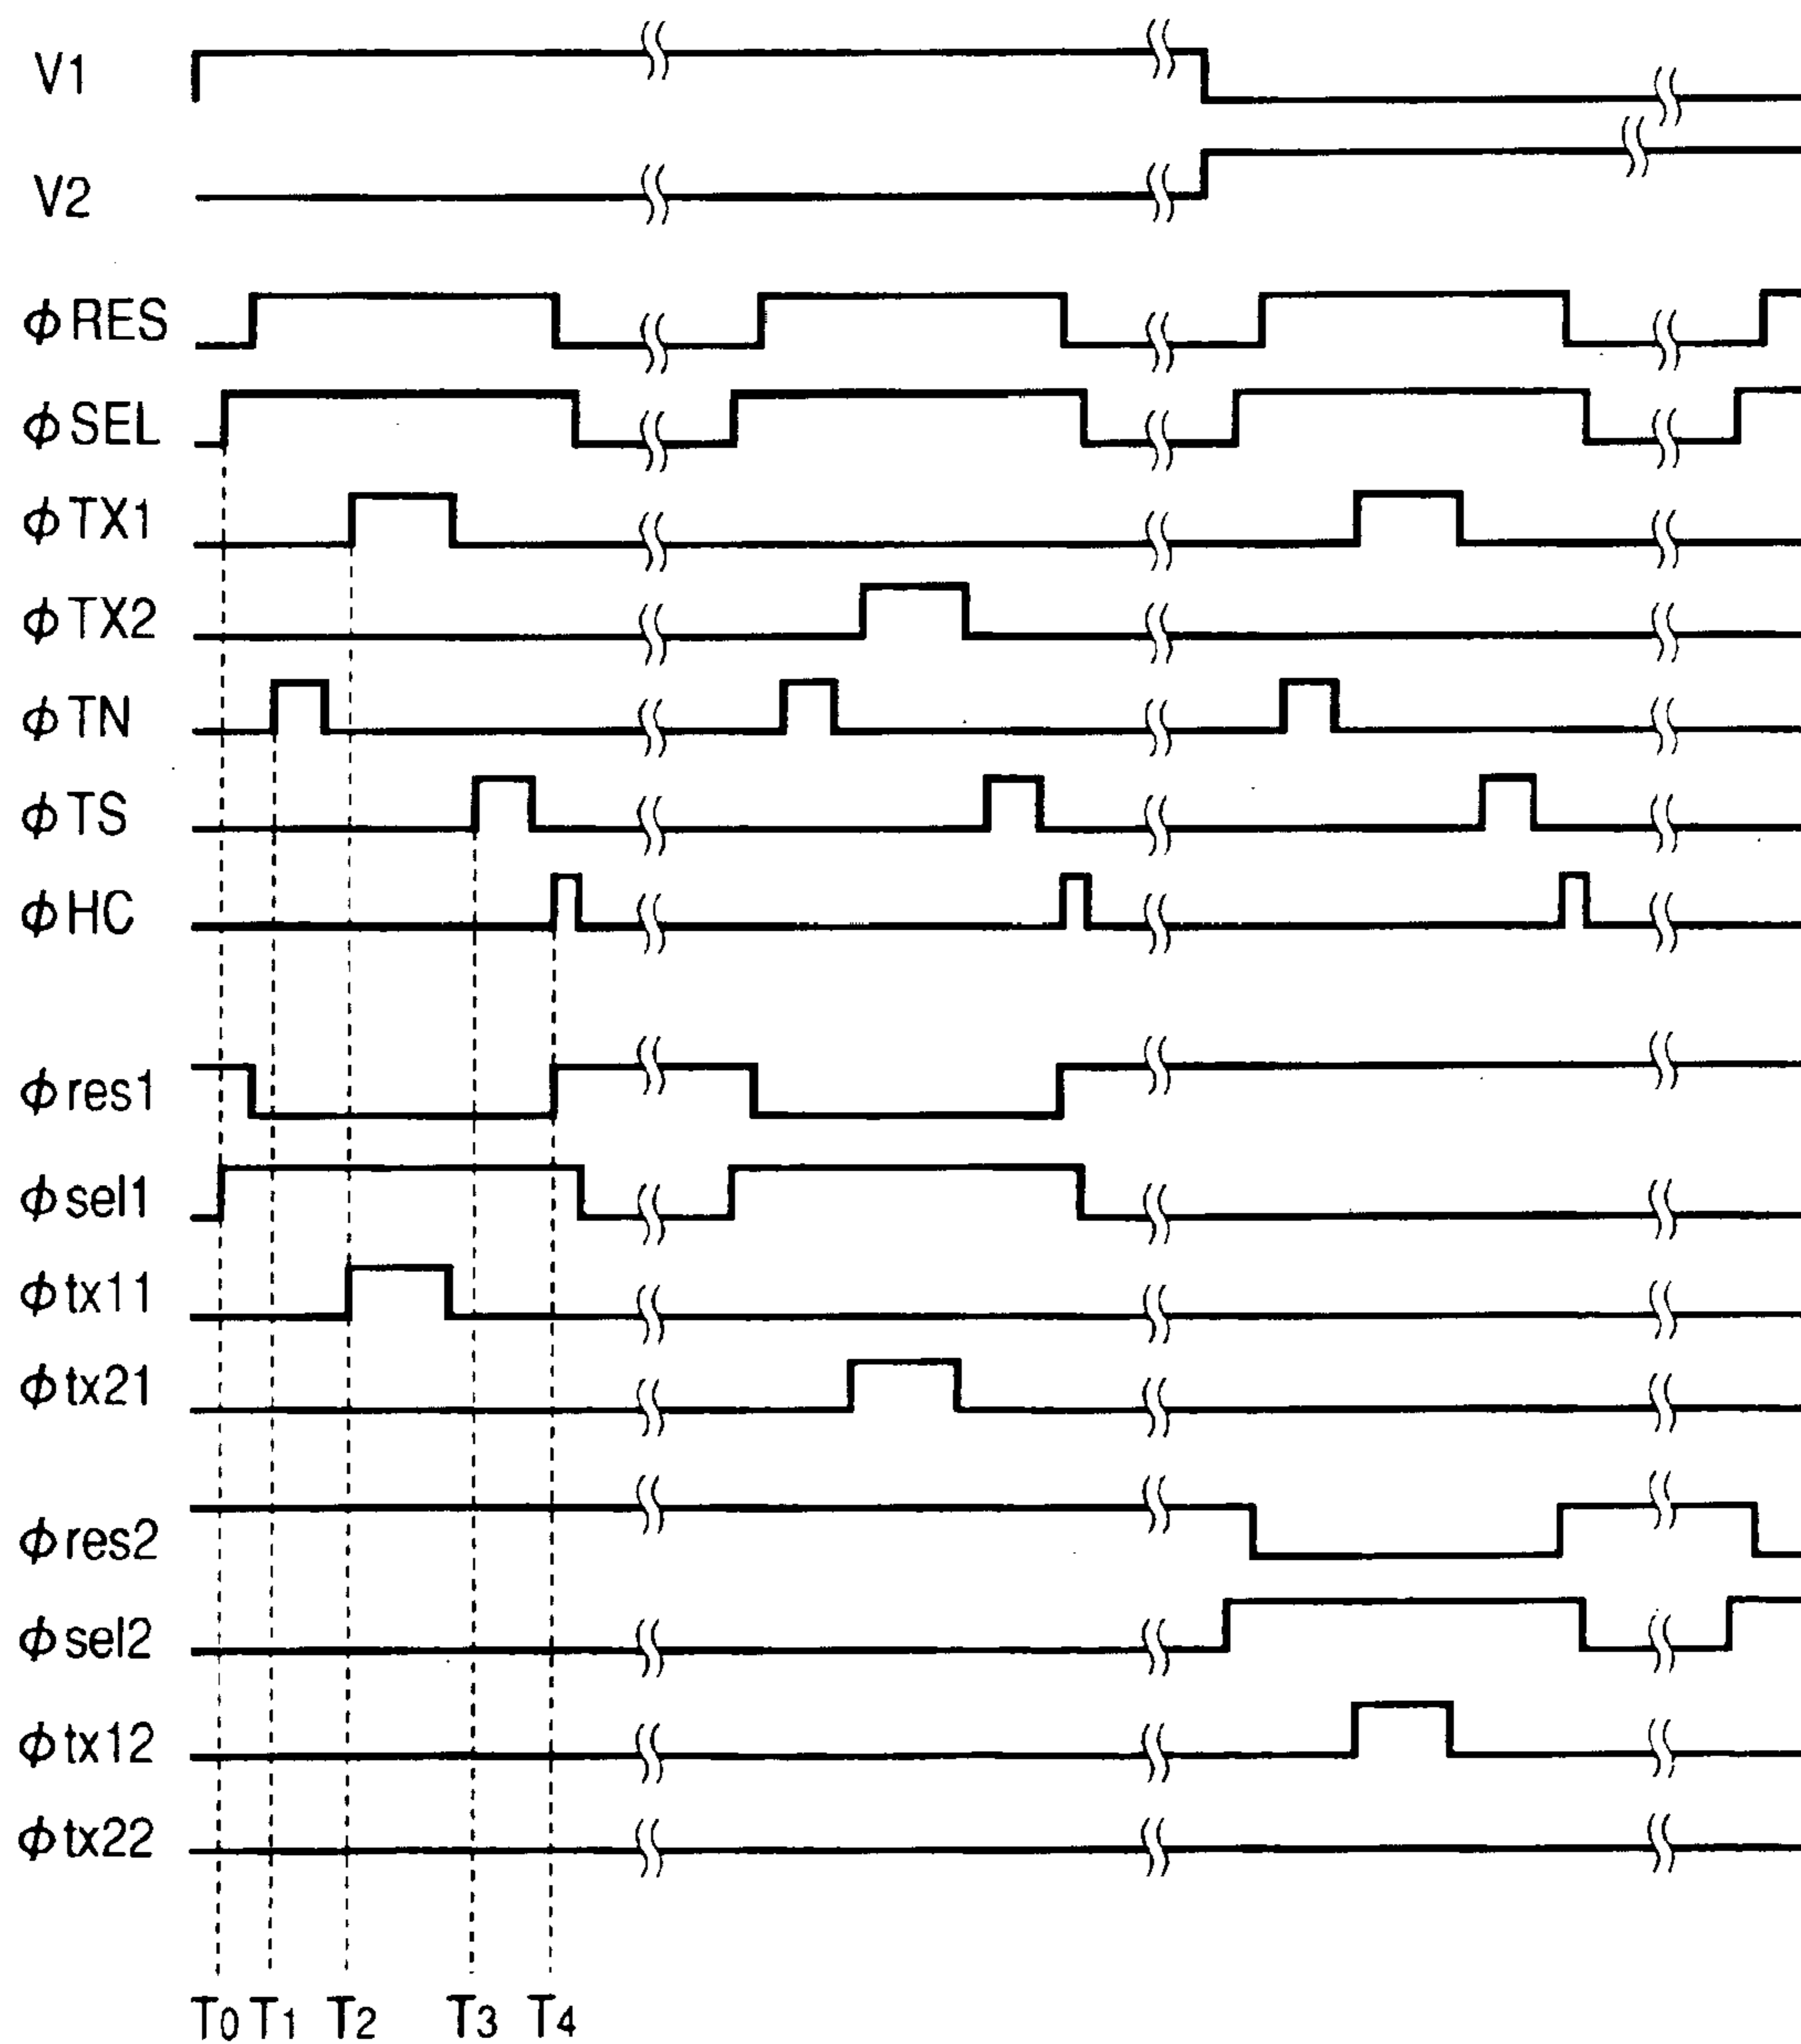 V1
V2
ϕRES
ϕSEL
ϕTX1
ϕTX2
ϕTN
ϕTS
ϕHC
ϕres1
ϕsel1
ϕtx11
ϕtx21
ϕres2
ϕsel2
ϕtx12
ϕtx22
T0 T1 T2 T3 T4